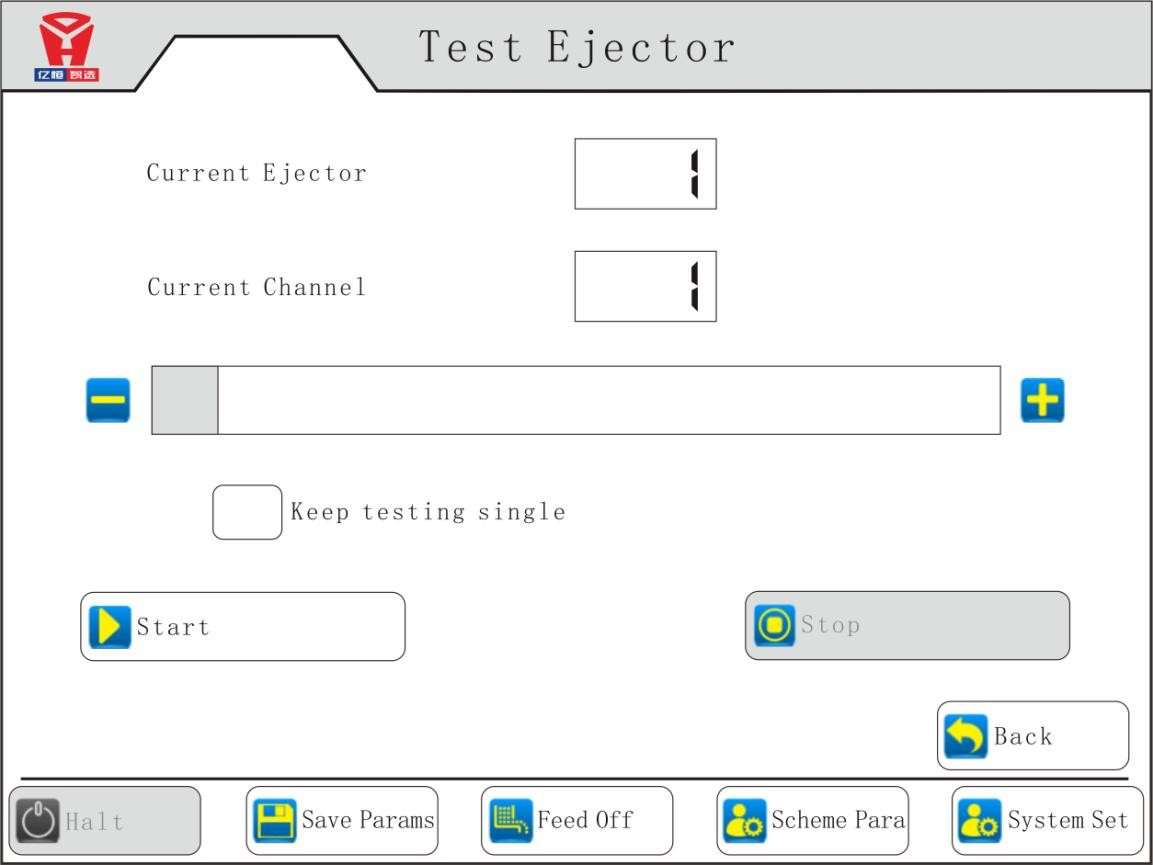 亿恒智选
Test Ejector
Current Ejector 1
Current Channel 1
Keep testing single
Start
Stop
Back
Halt
Save Params
Feed Off
Scheme Para
System Set